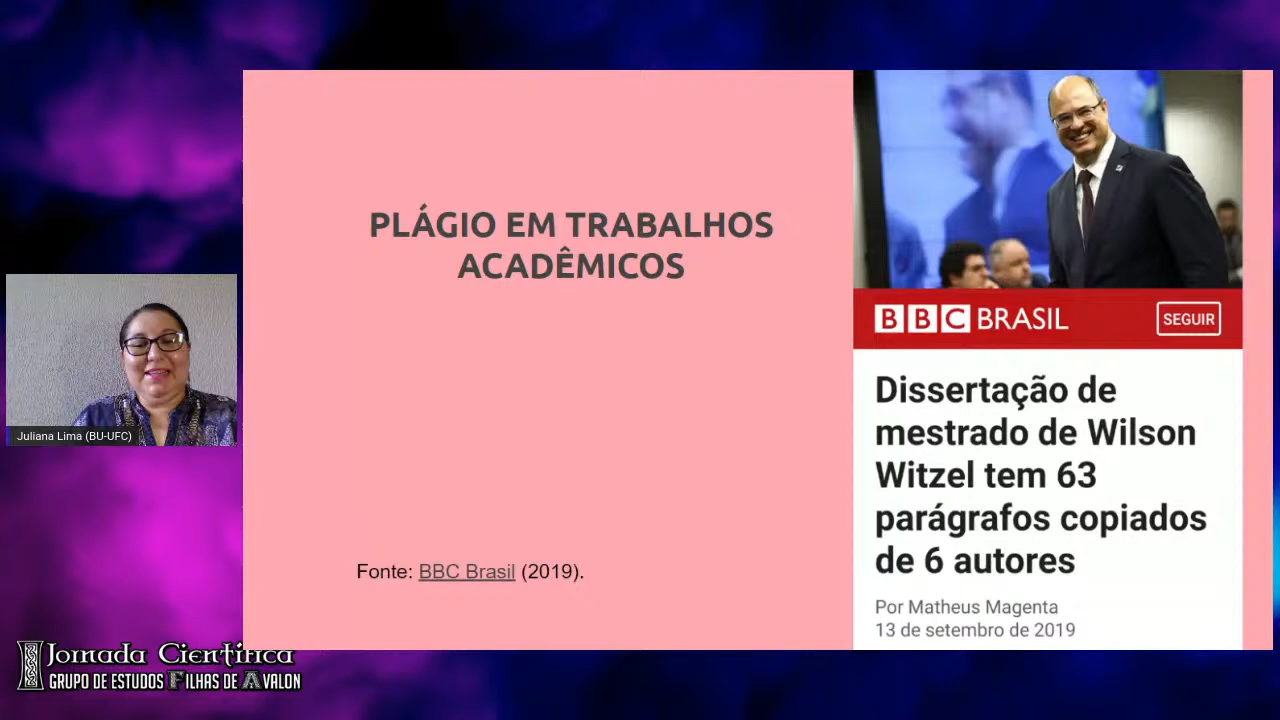 PLÁGIO EM TRABALHOS
ACADÊMICOS
Fonte: BBC Brasil (2019).
BBC BRASIL
SEGUIR
Dissertação de
mestrado de Wilson
Witzel tem 63
parágrafos copiados
de 6 autores
Por Matheus Magenta
13 de setembro de 2019
Juliana Lima (BU-UFC)
Jornada Científica
GRUPO DE ESTUDOS FILHAS DE AVALON